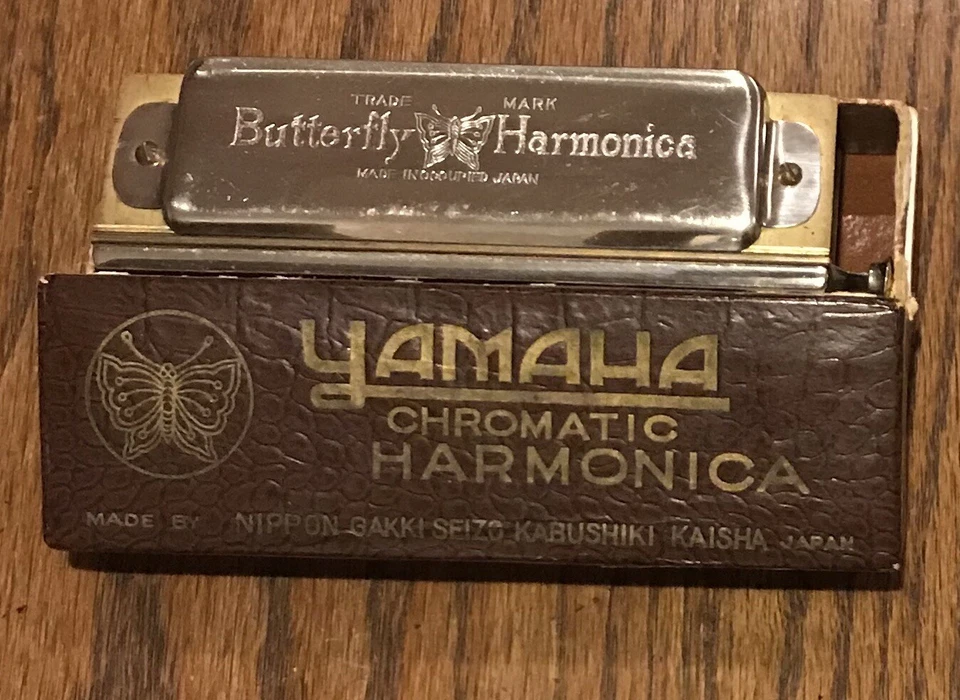 TRADE MARK
Butterfly Harmonica
MADE IN OCCUPIED JAPAN
YAMAHA
CHROMATIC
HARMONICA
MADE BY NIPPON GAKKI SEIZO KABUSHIKI KAISHA JAPAN